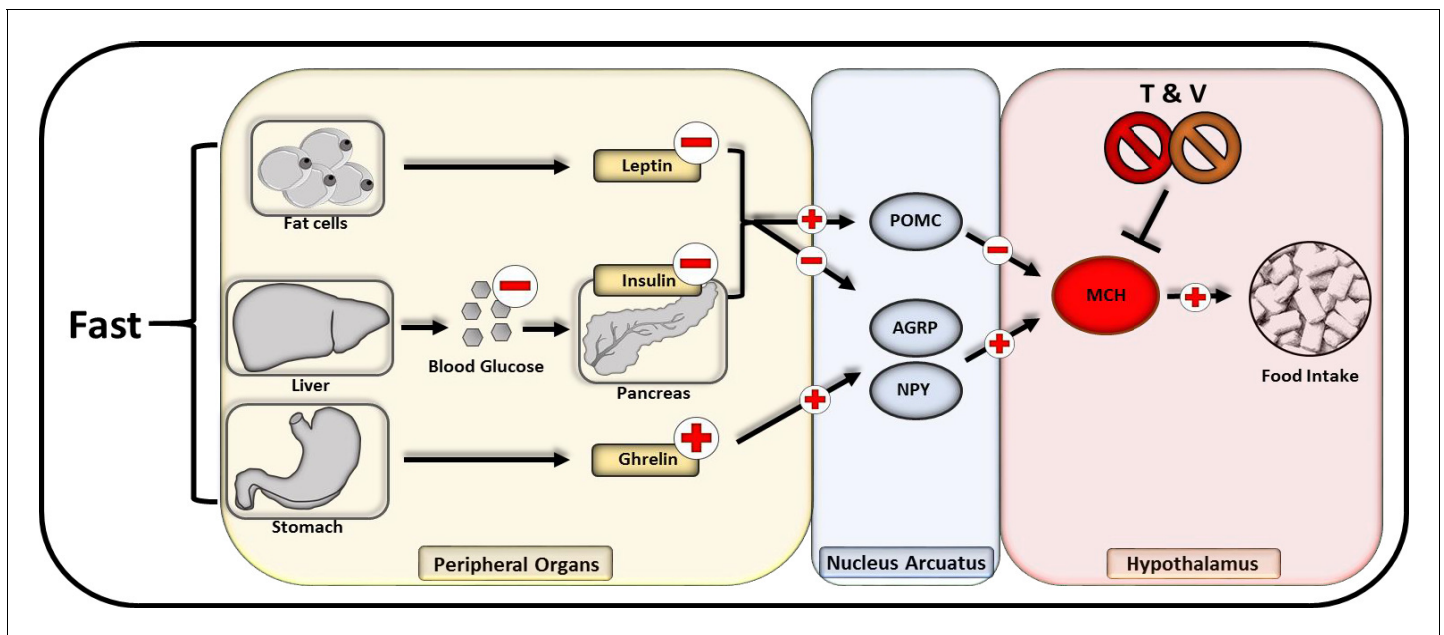 Fast
Fat cells
Liver
Stomach
Blood Glucose
Leptin
Insulin
Pancreas
Ghrelin
Peripheral Organs
POMC
AGRP
NPY
Nucleus Arcuatus
T & V
MCH
Food Intake
Hypothalamus